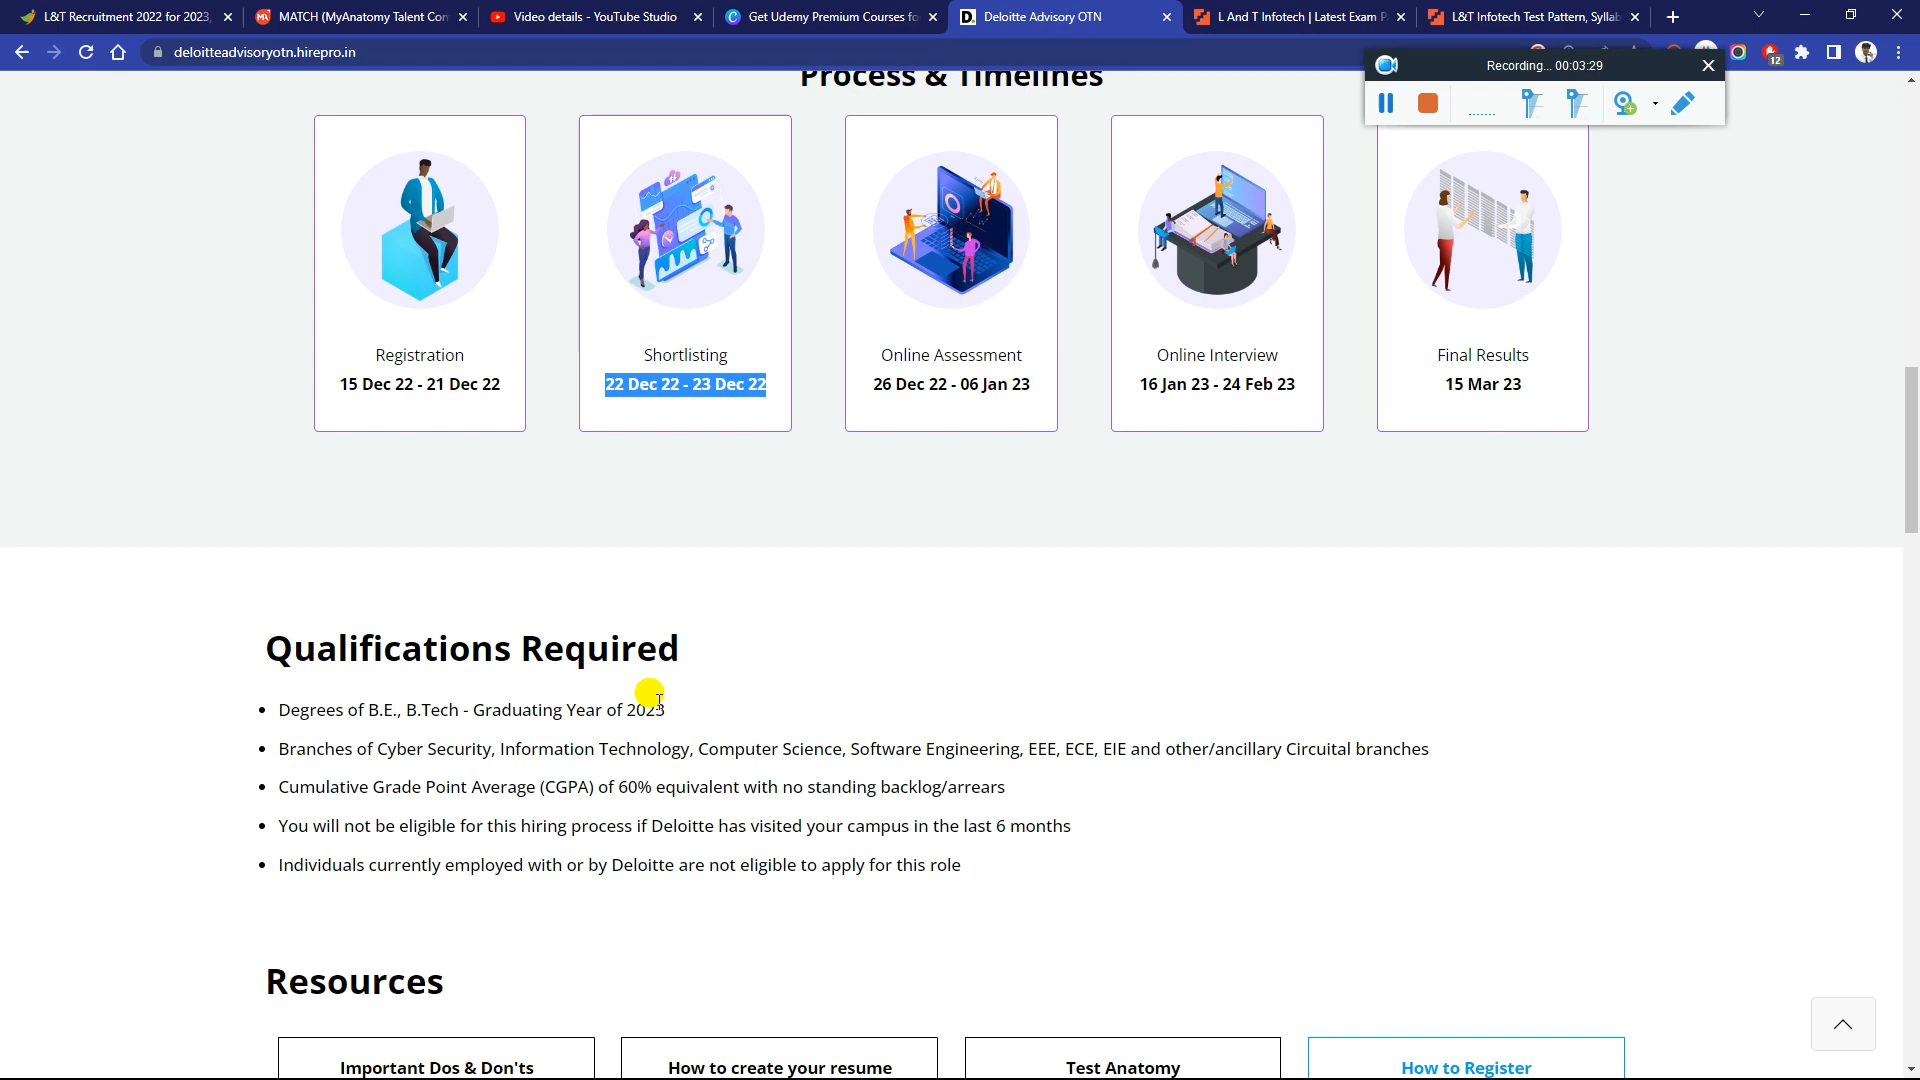 L&T Recruitment 2022 for 2023,
MATCH (MyAnatomy Talent Con
Video details - YouTube Studio
Get Udemy Premium Courses fo
Deloitte Advisory OTN
L And T Infotech | Latest Exam P
L&T Infotech Test Pattern, Syllab
deloitteadvisoryotn.hirepro.in
12
Recording... 00:03:29
Process & Timelines
Registration
15 Dec 22 - 21 Dec 22
Shortlisting
22 Dec 22 - 23 Dec 22
Online Assessment
26 Dec 22 - 06 Jan 23
Online Interview
16 Jan 23 - 24 Feb 23
Final Results
15 Mar 23
Qualifications Required
• Degrees of B.E., B.Tech - Graduating Year of 2023
• Branches of Cyber Security, Information Technology, Computer Science, Software Engineering, EEE, ECE, EIE and other/ancillary Circuital branches
• Cumulative Grade Point Average (CGPA) of 60% equivalent with no standing backlog/arrears
• You will not be eligible for this hiring process if Deloitte has visited your campus in the last 6 months
• Individuals currently employed with or by Deloitte are not eligible to apply for this role
Resources
Important Dos & Don'ts
How to create your resume
Test Anatomy
How to Register